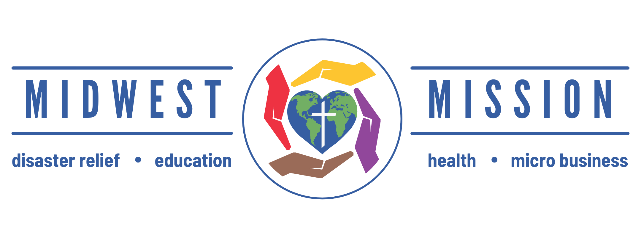 MIDWEST MISSION
disaster relief • education health • micro business